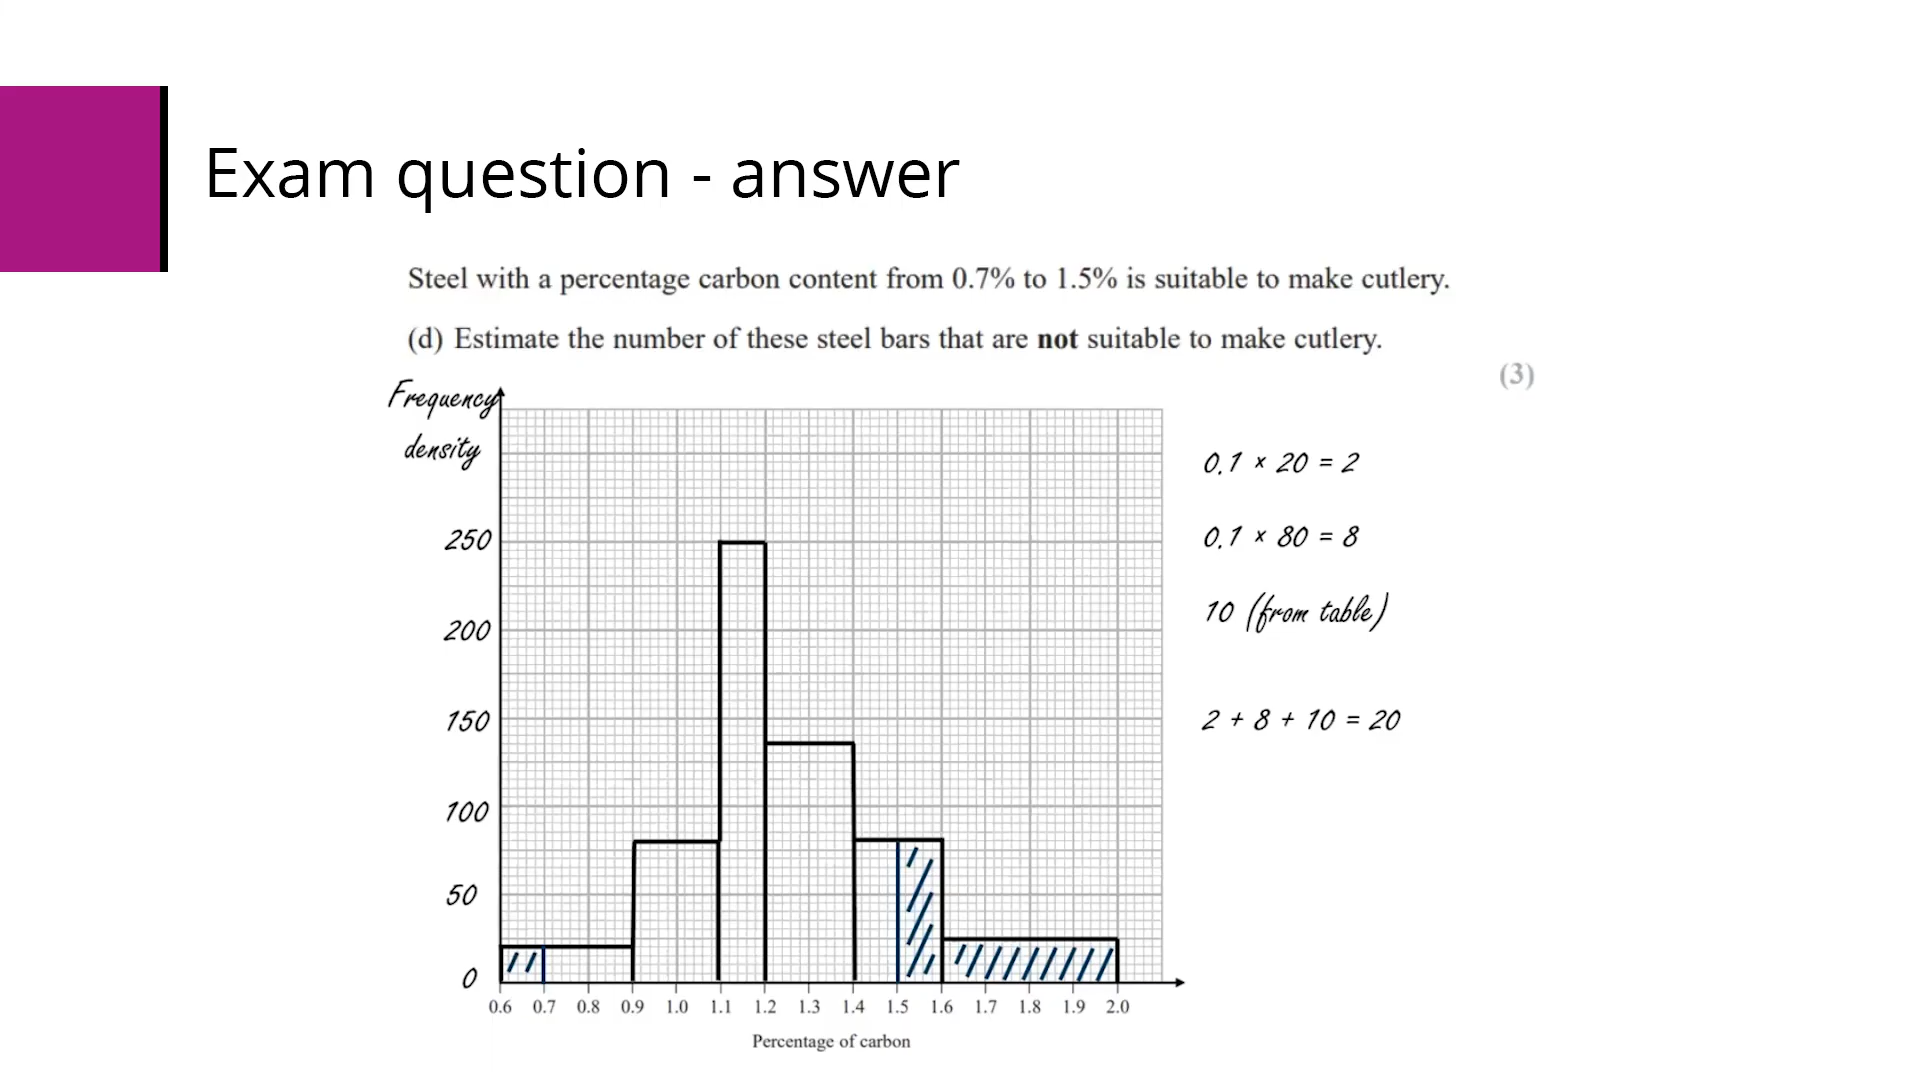 Exam question - answer
Steel with a percentage carbon content from 0.7% to 1.5% is suitable to make cutlery.
(d) Estimate the number of these steel bars that are not suitable to make cutlery.
(3)
Frequency
density
250
200
150
100
50
0
0.6 0.7 0.8 0.9 1.0 1.1 1.2 1.3 1.4 1.5 1.6 1.7 1.8 1.9 2.0
Percentage of carbon
0.1 × 20 = 2
0.1 × 80 = 8
10 (from table)
2 + 8 + 10 = 20